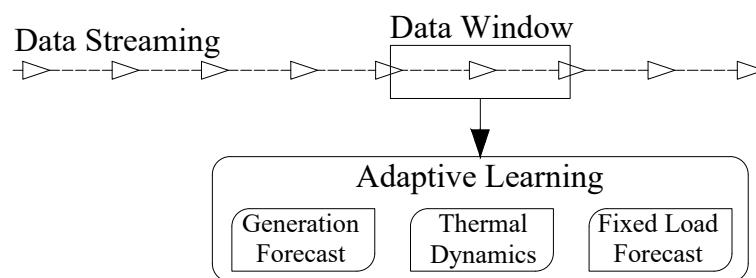 Data Streaming
Data Window
Adaptive Learning
Generation
Forecast
Thermal
Dynamics
Fixed Load
Forecast